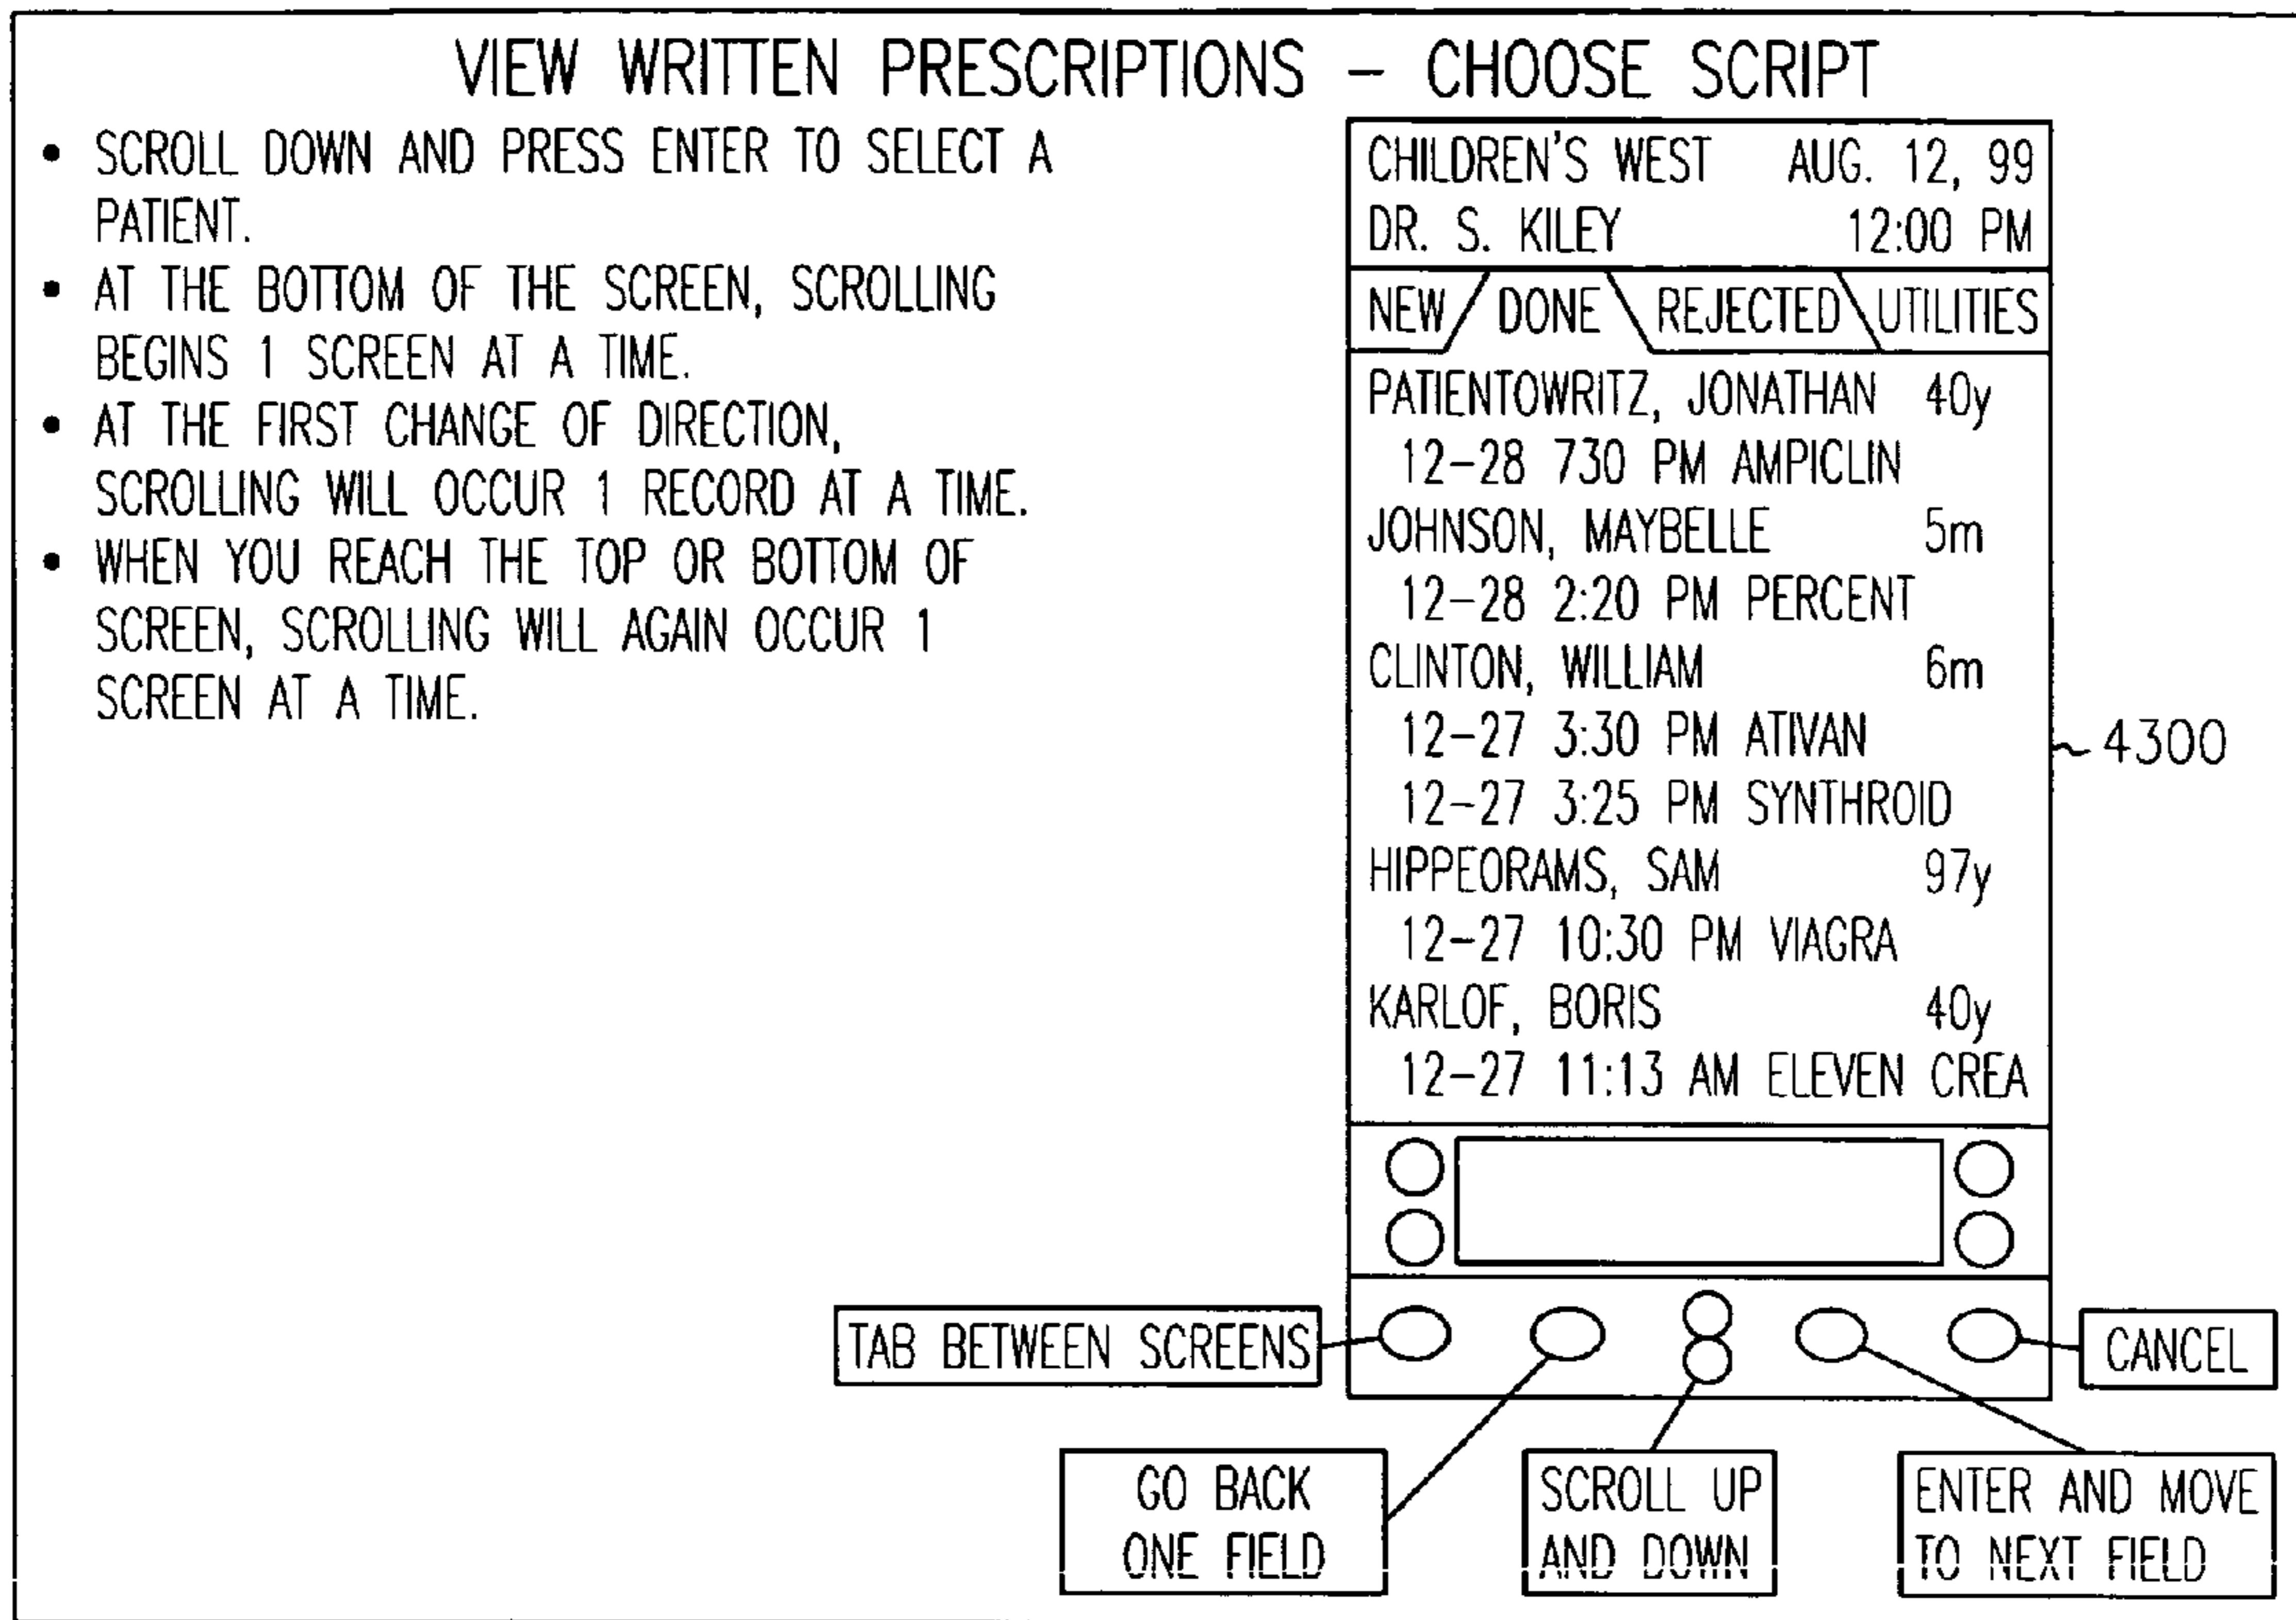 VIEW WRITTEN PRESCRIPTIONS – CHOOSE SCRIPT
• SCROLL DOWN AND PRESS ENTER TO SELECT A
PATIENT.
• AT THE BOTTOM OF THE SCREEN, SCROLLING
BEGINS 1 SCREEN AT A TIME.
• AT THE FIRST CHANGE OF DIRECTION,
SCROLLING WILL OCCUR 1 RECORD AT A TIME.
• WHEN YOU REACH THE TOP OR BOTTOM OF
SCREEN, SCROLLING WILL AGAIN OCCUR 1
SCREEN AT A TIME.
CHILDREN'S WEST AUG. 12, 99
DR. S. KILEY 12:00 PM
NEW DONE REJECTED UTILITIES
PATIENTOWRITZ, JONATHAN 40y
12–28 730 PM AMPICLIN
JOHNSON, MAYBELLE 5m
12–28 2:20 PM PERCENT
CLINTON, WILLIAM 6m
12–27 3:30 PM ATIVAN
12–27 3:25 PM SYNTHROID
HIPPEORAMS, SAM 97y
12–27 10:30 PM VIAGRA
KARLOF, BORIS 40y
12–27 11:13 AM ELEVEN CREA
4300
TAB BETWEEN SCREENS
CANCEL
GO BACK
ONE FIELD
SCROLL UP
AND DOWN
ENTER AND MOVE
TO NEXT FIELD